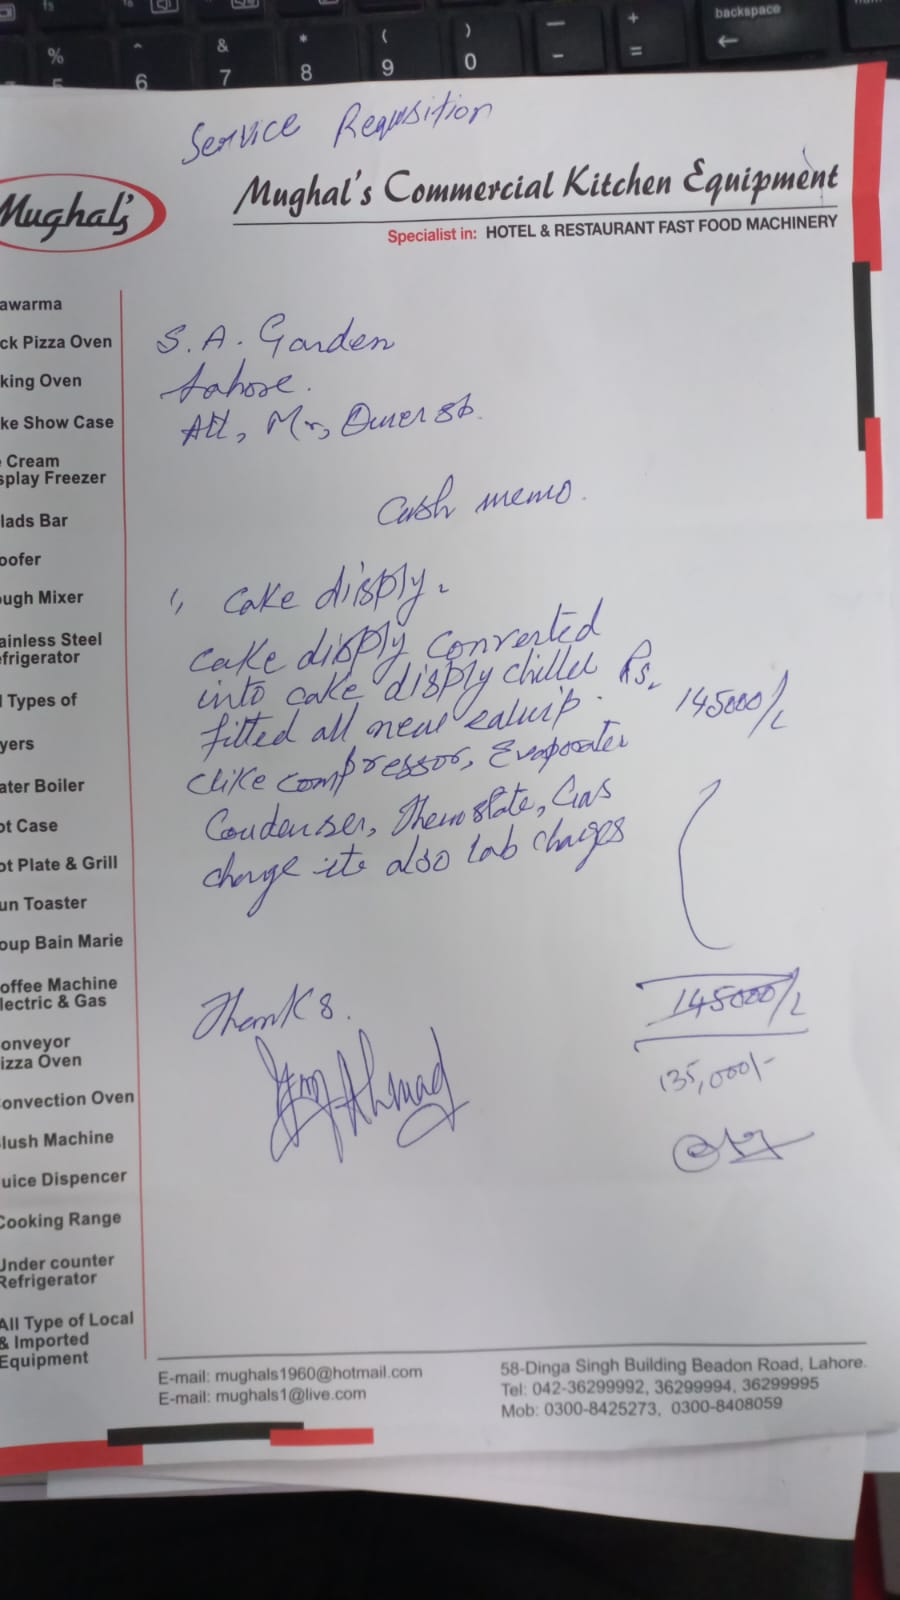 % ^ & * ( ) — +
5 6 7 8 9 0 - =
backspace
Service Requsition
Mughal's
Mughal's Commercial Kitchen Equipment
Specialist in: HOTEL & RESTAURANT FAST FOOD MACHINERY
awarma
ck Pizza Oven
king Oven
ke Show Case
Cream
splay Freezer
lads Bar
oofer
ugh Mixer
ainless Steel
efrigerator
l Types of
yers
ater Boiler
ot Case
ot Plate & Grill
un Toaster
oup Bain Marie
offee Machine
lectric & Gas
onveyor
izza Oven
onvection Oven
lush Machine
uice Dispencer
Cooking Range
Under counter
Refrigerator
All Type of Local
& Imported
Equipment
S. A. Garden
Lahore.
Att, Mr, Omer
Cash memo.
1, Cake disply.
Cake disply converted
into cake disply chiller Rs. 145000/-
fitted all new
(like compressor, Evaporater
Condenser, Themostate, Gas
charge etc also lab charges
Thanks.
145000/-
135,000/-
Ahmad
E-mail: mughals1960@hotmail.com
E-mail: mughals1@live.com
58-Dinga Singh Building Beadon Road, Lahore.
Tel: 042-36299992, 36299994, 36299995
Mob: 0300-8425273, 0300-8408059